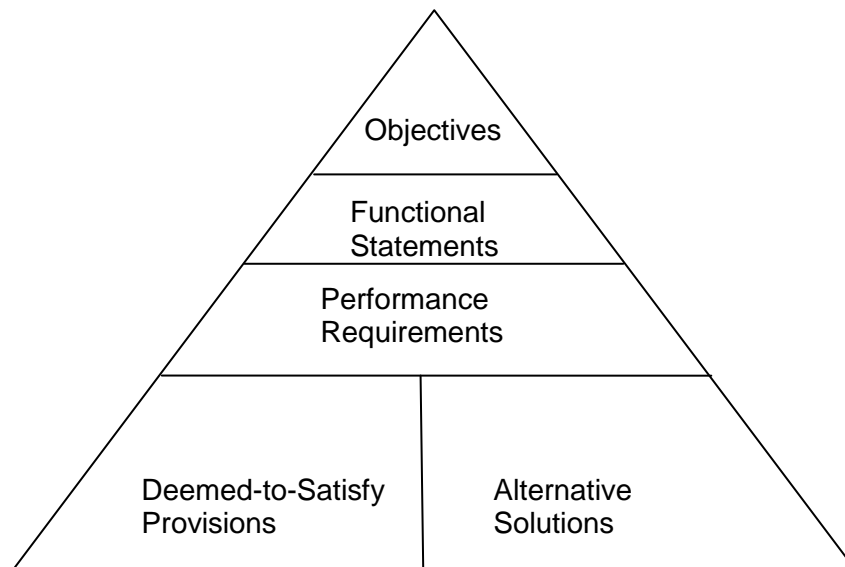 Objectives
Functional
Statements
Performance
Requirements
Deemed-to-Satisfy
Provisions
Alternative
Solutions